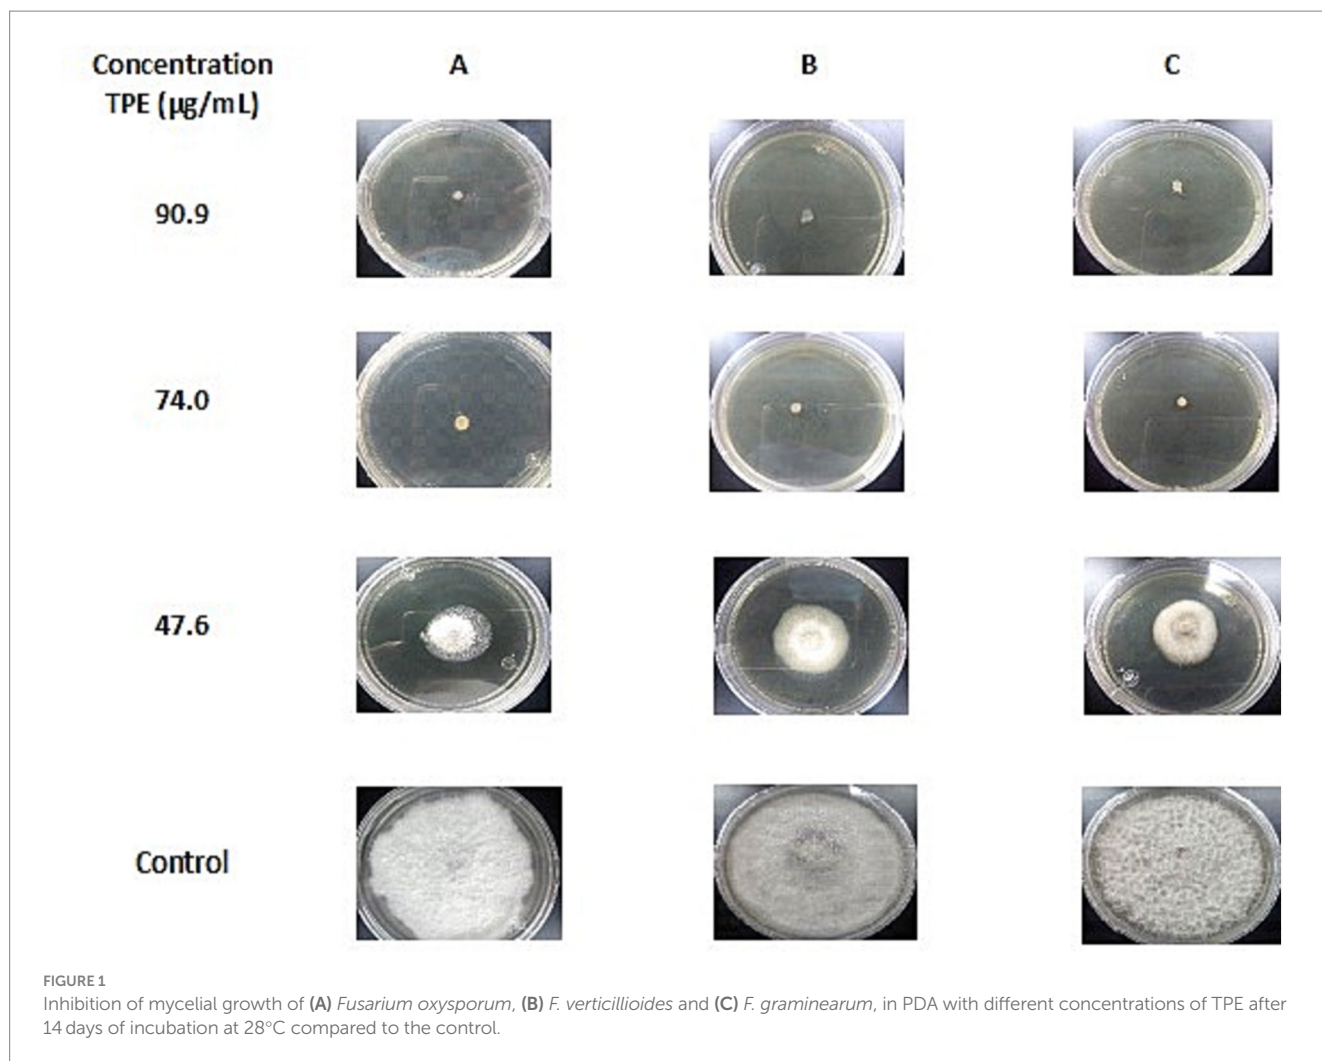 Concentration
TPE (µg/mL)
A
B
C
90.9
74.0
47.6
Control
FIGURE 1
Inhibition of mycelial growth of (A) Fusarium oxysporum, (B) F. verticillioides and (C) F. graminearum, in PDA with different concentrations of TPE after
14 days of incubation at 28°C compared to the control.